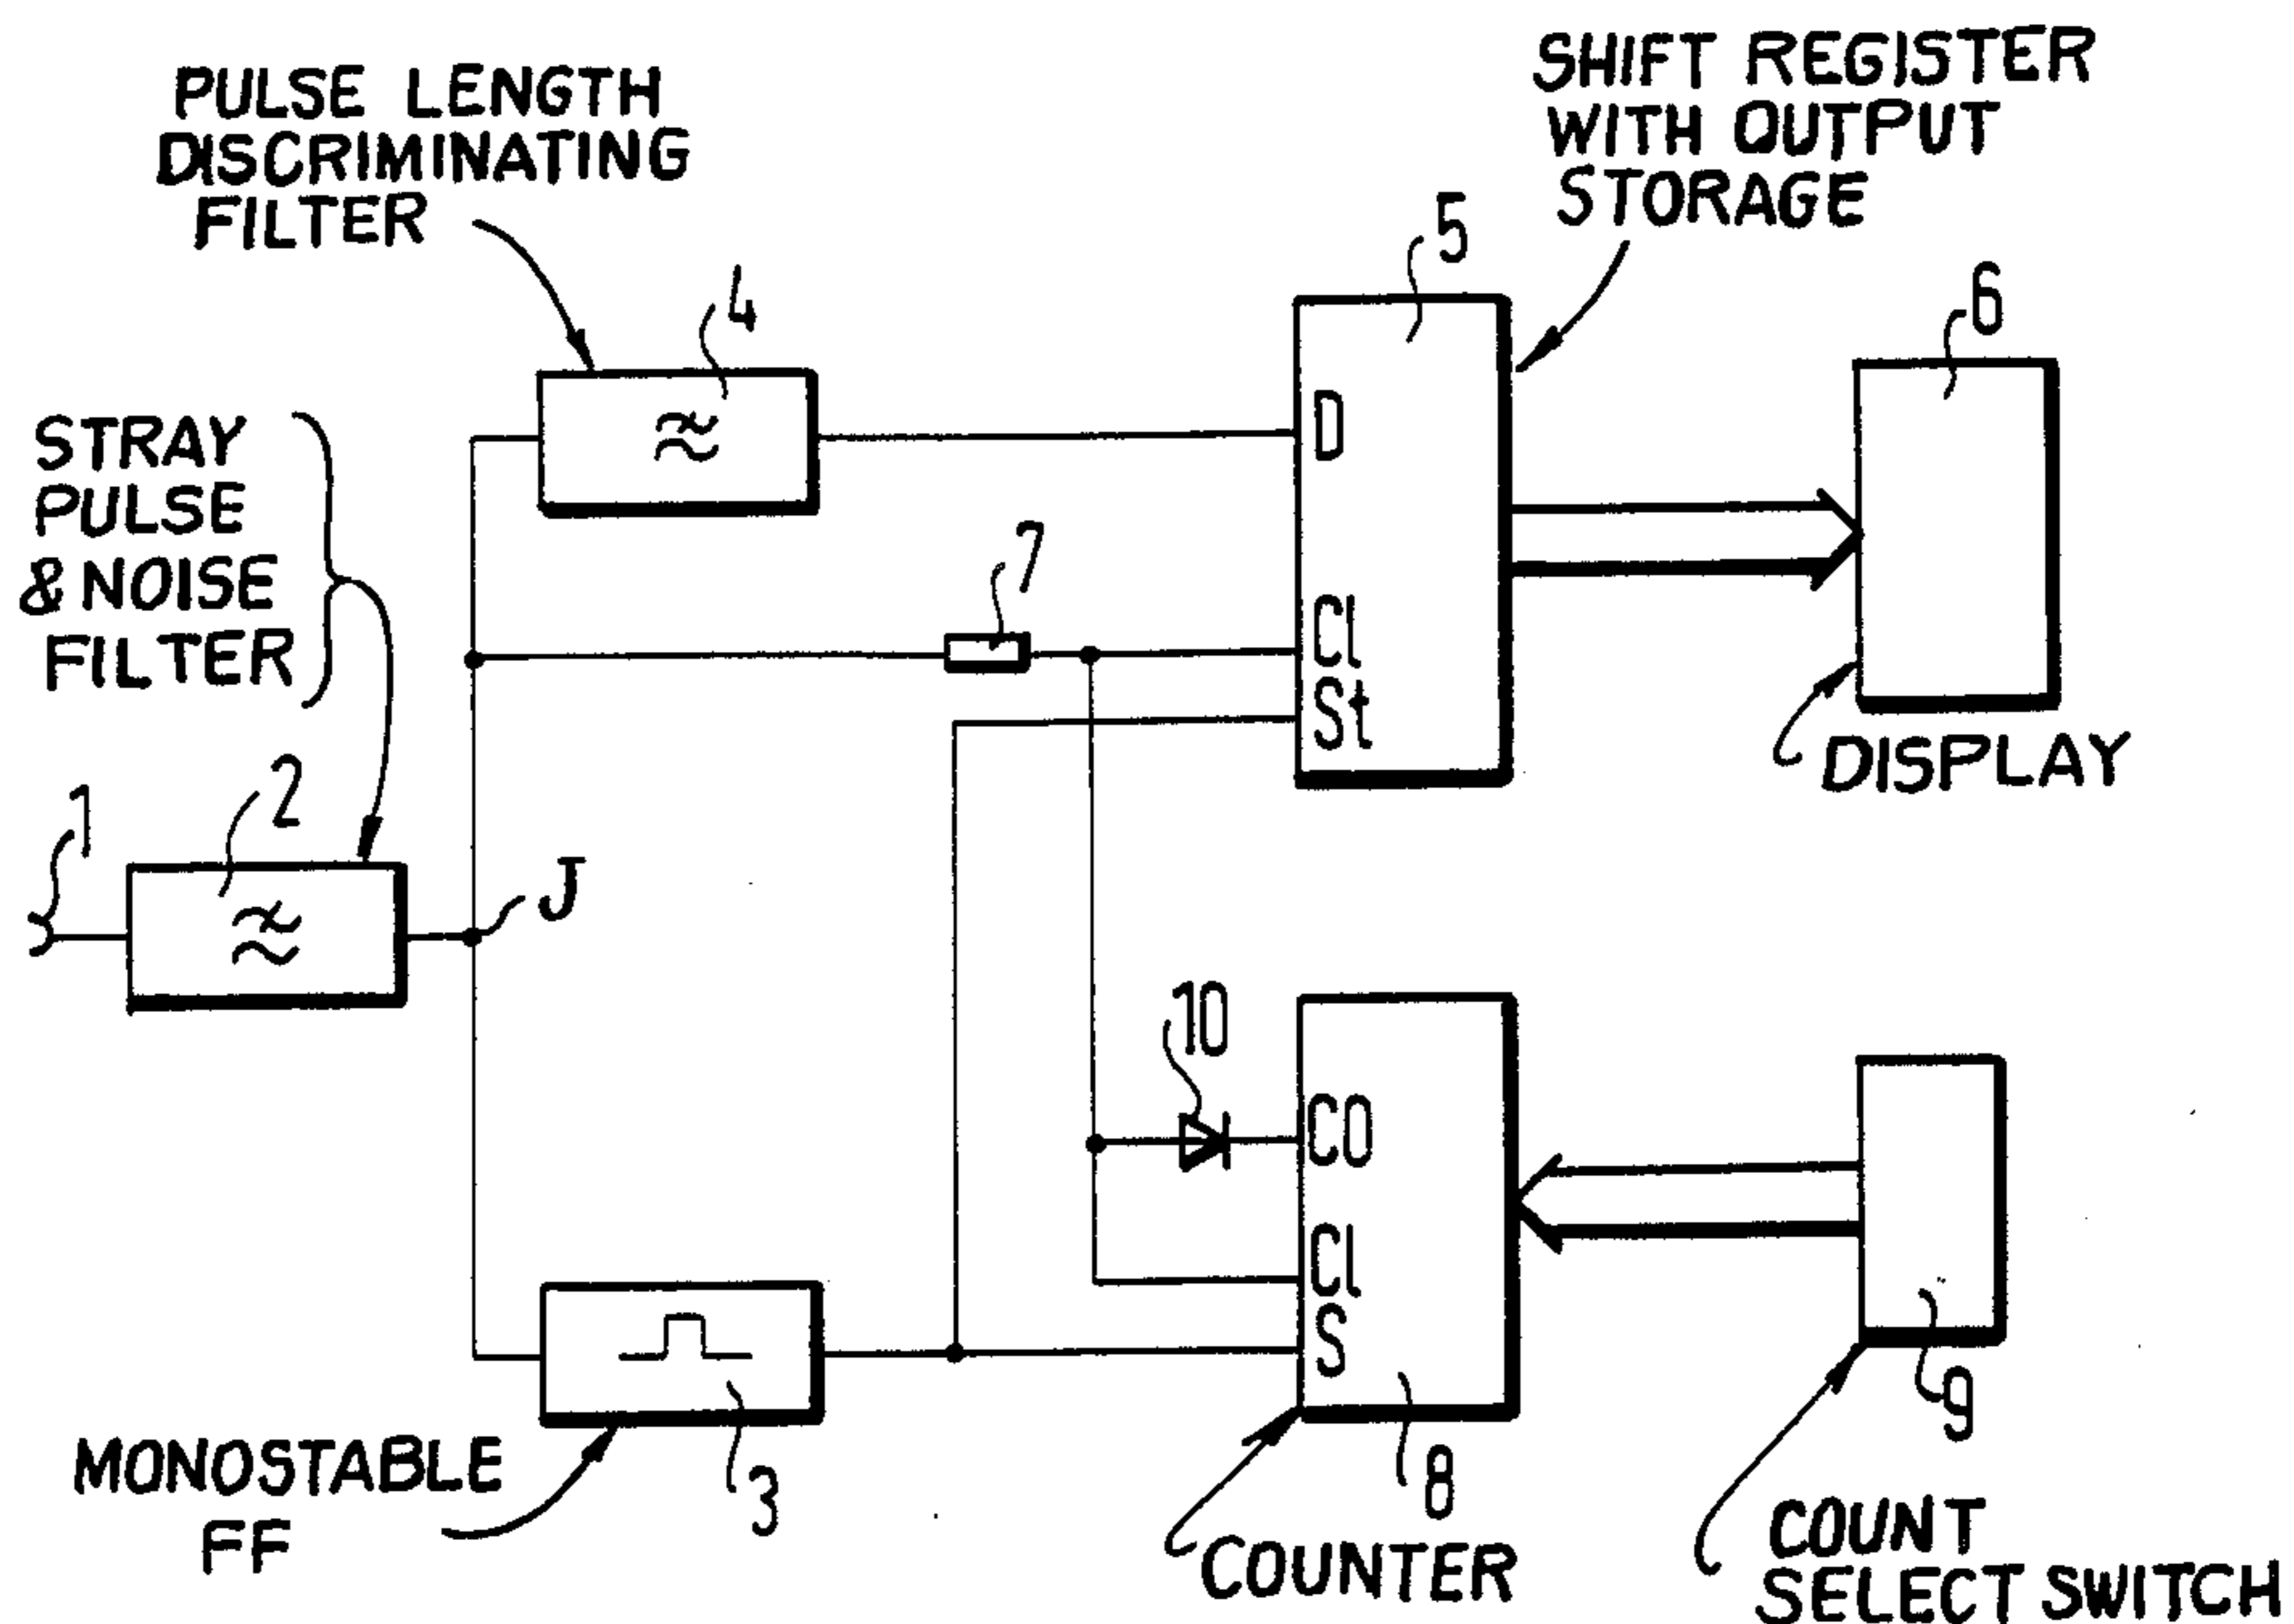 PULSE LENGTH
DISCRIMINATING
FILTER
SHIFT REGISTER
WITH OUTPUT
STORAGE
4
5
6
STRAY
PULSE
& NOISE
FILTER
D
7
Cl
St
DISPLAY
1
2
J
10
CO
Cl
S
MONOSTABLE
FF
3
8
9
COUNTER
COUNT
SELECT SWITCH